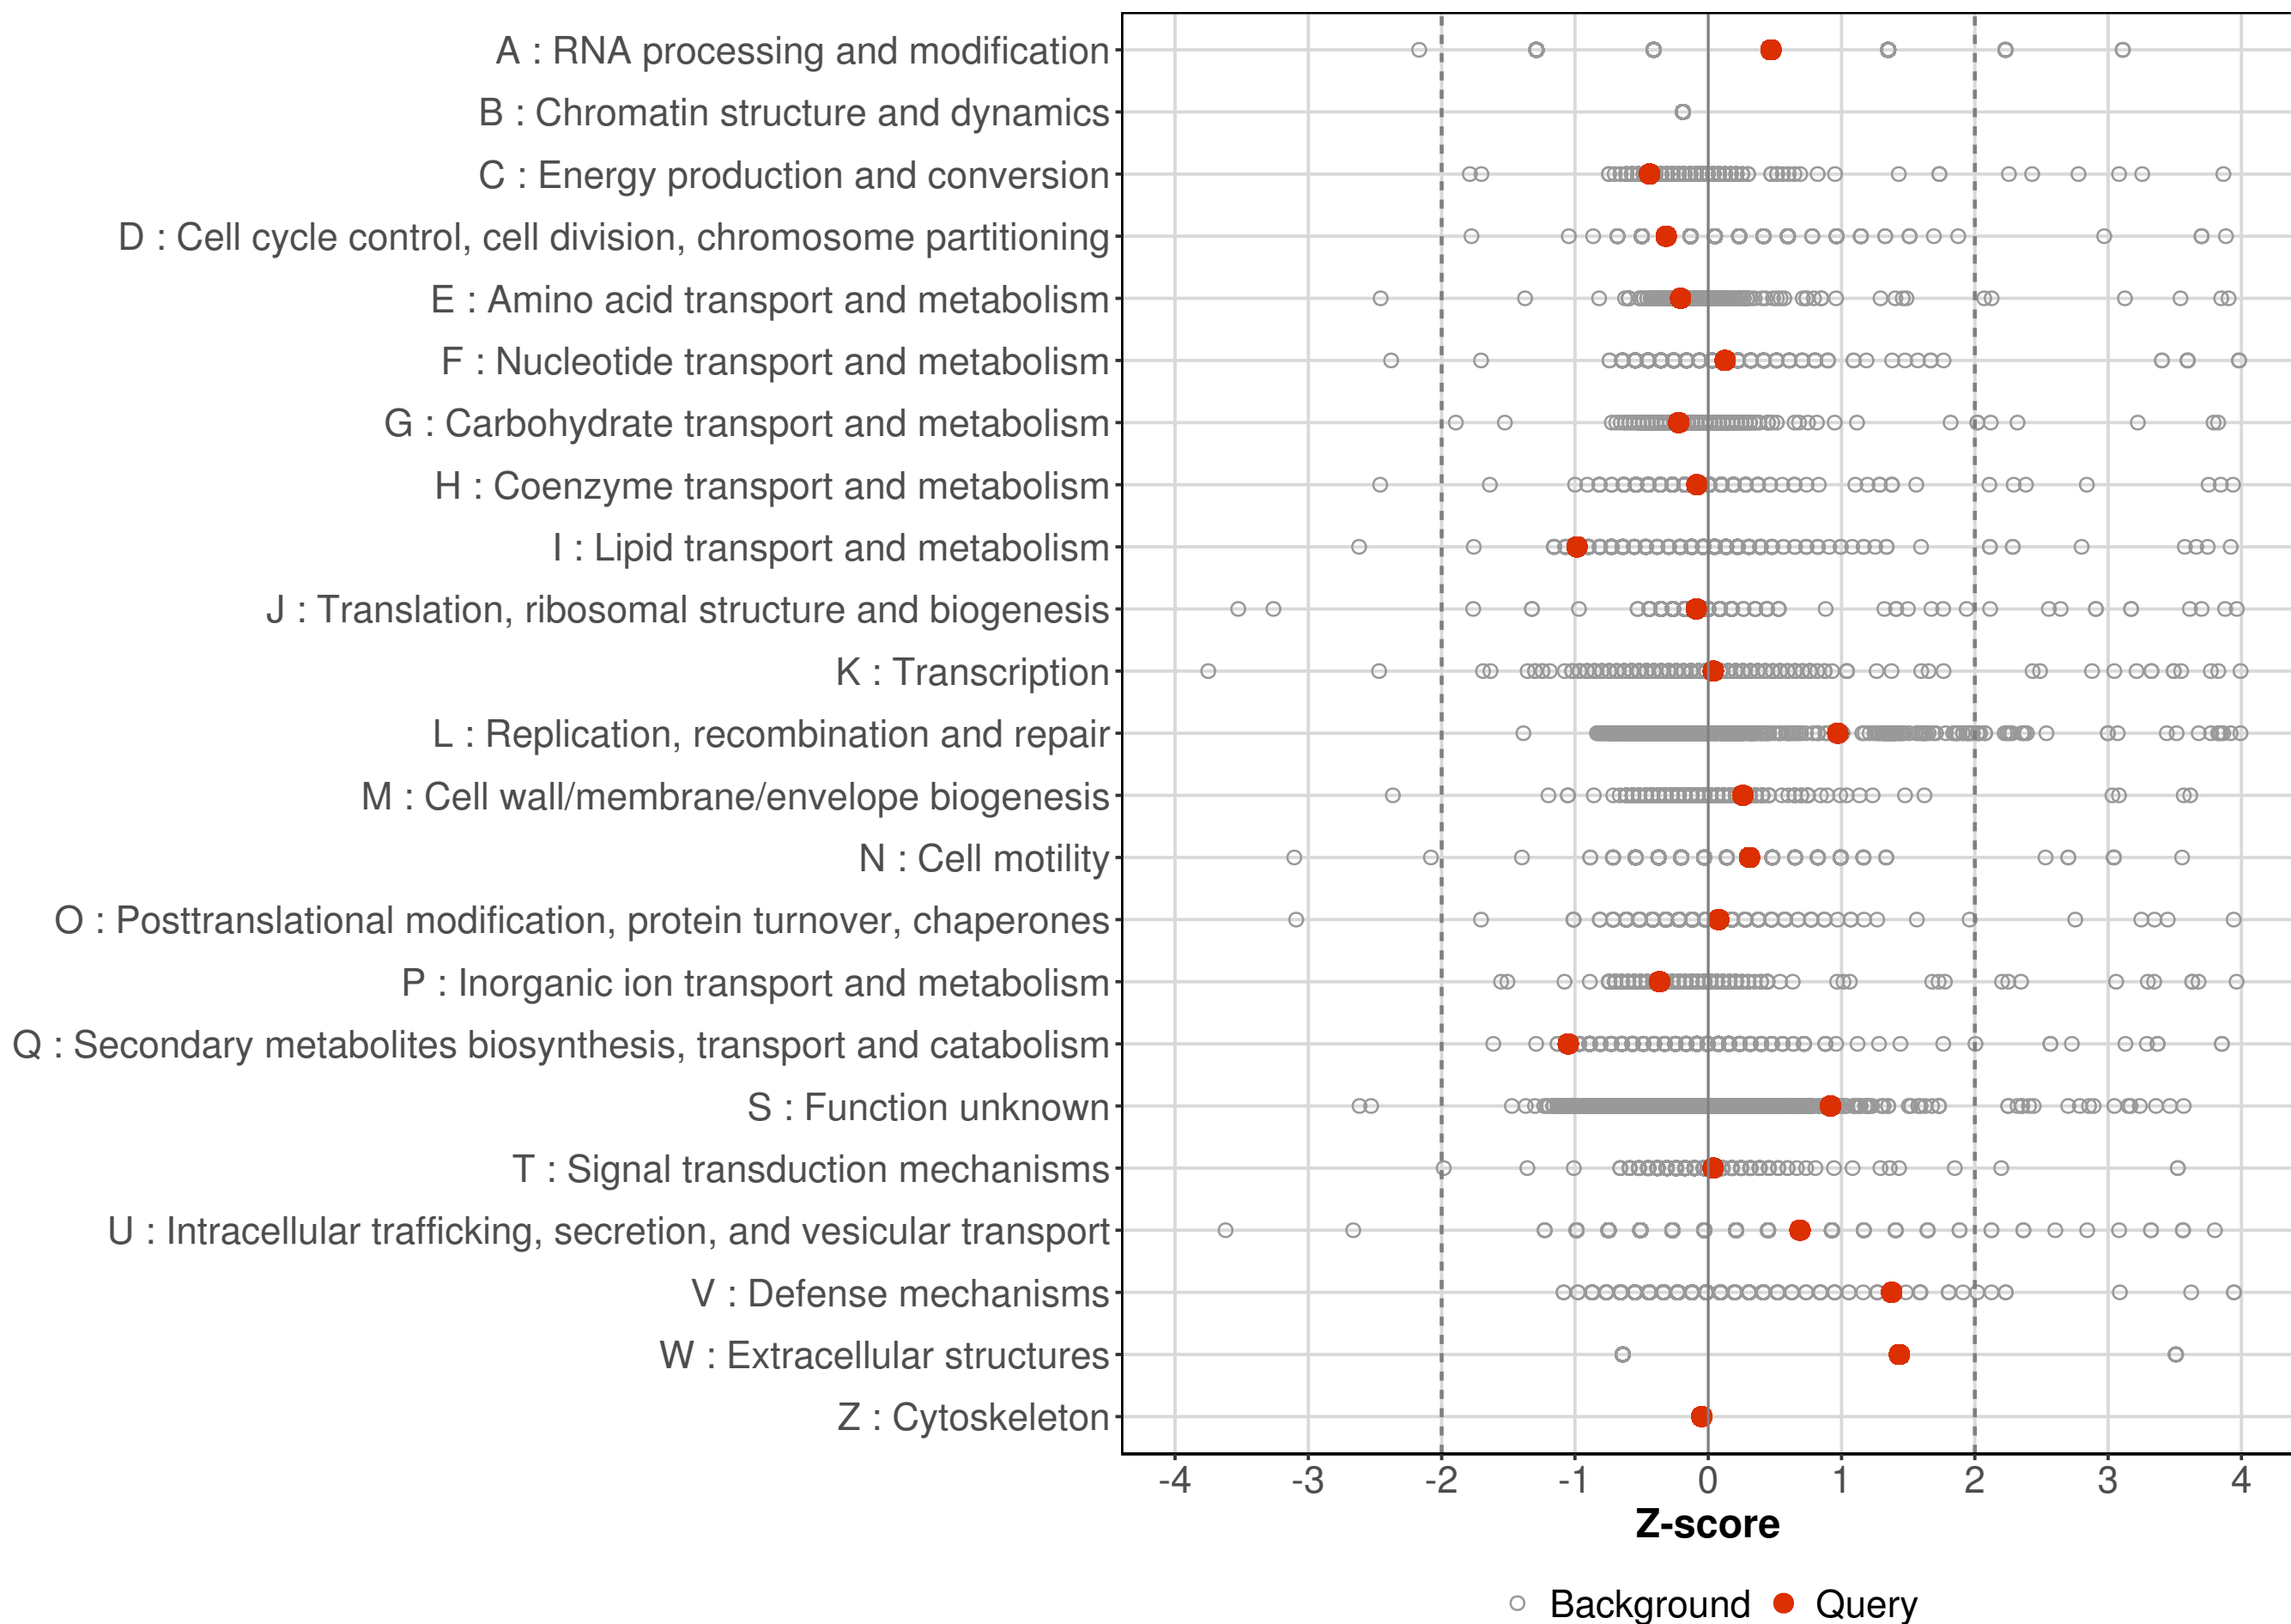 A : RNA processing and modification
B : Chromatin structure and dynamics
C : Energy production and conversion
D : Cell cycle control, cell division, chromosome partitioning
E : Amino acid transport and metabolism
F : Nucleotide transport and metabolism
G : Carbohydrate transport and metabolism
H : Coenzyme transport and metabolism
I : Lipid transport and metabolism
J : Translation, ribosomal structure and biogenesis
K : Transcription
L : Replication, recombination and repair
M : Cell wall/membrane/envelope biogenesis
N : Cell motility
O : Posttranslational modification, protein turnover, chaperones
P : Inorganic ion transport and metabolism
Q : Secondary metabolites biosynthesis, transport and catabolism
S : Function unknown
T : Signal transduction mechanisms
U : Intracellular trafficking, secretion, and vesicular transport
V : Defense mechanisms
W : Extracellular structures
Z : Cytoskeleton
-4 -3 -2 -1 0 1 2 3 4
Z-score
Background Query